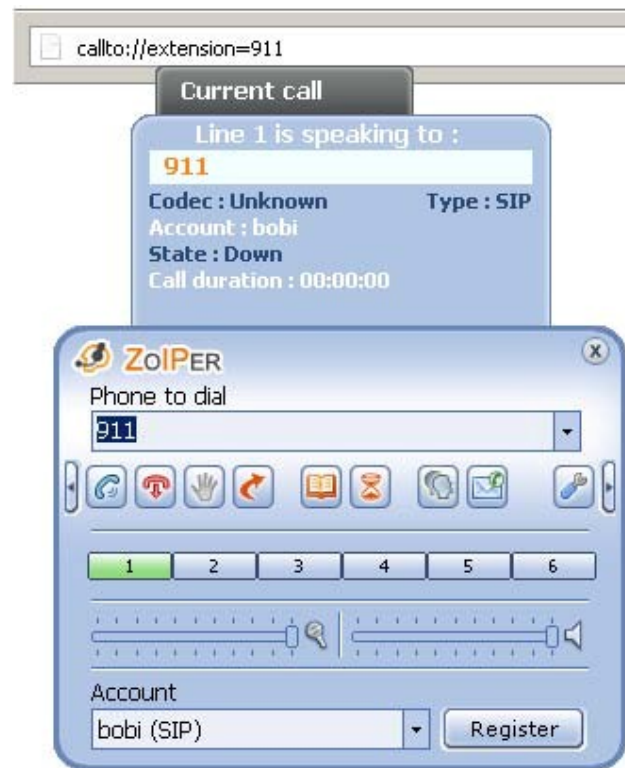 callto://extension=911
Current call
Line 1 is speaking to :
911
Codec : Unknown Type : SIP
Account : bobi
State : Down
Call duration : 00:00:00
ZOIPER
Phone to dial
911
1 2 3 4 5 6
Account
bobi (SIP) Register